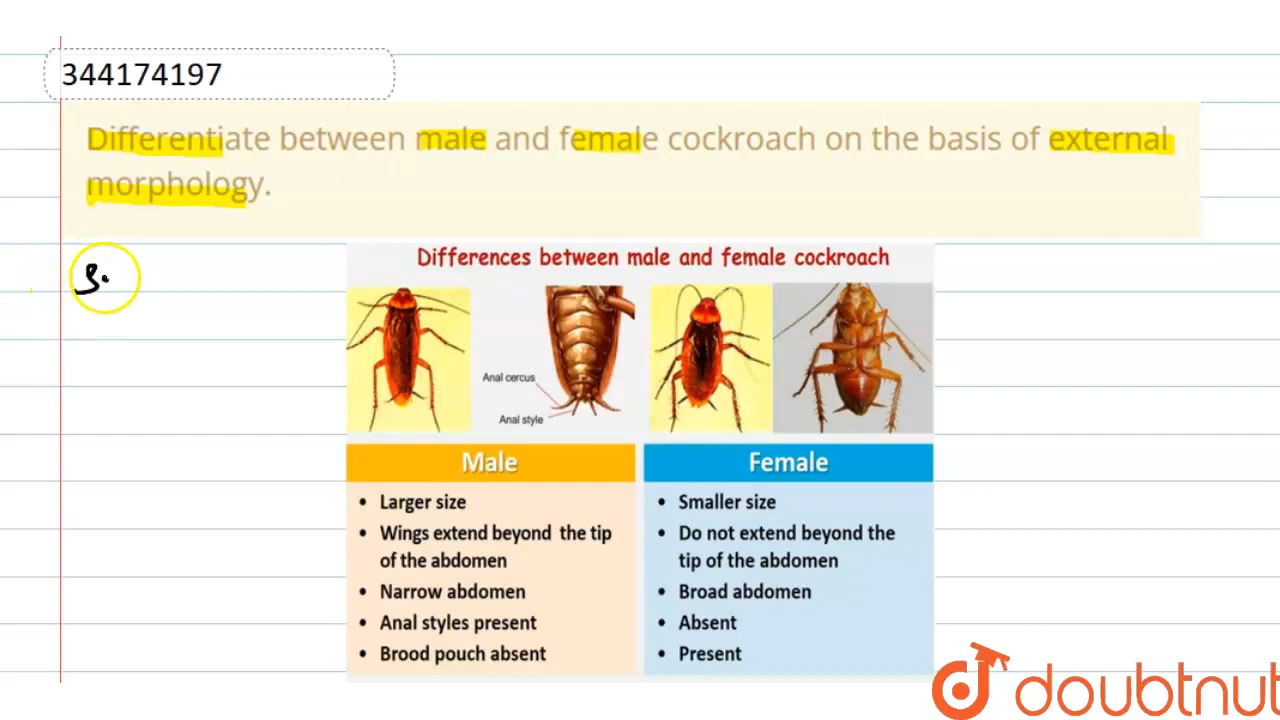 344174197
Differentiate between male and female cockroach on the basis of external
morphology.
Differences between male and female cockroach
Anal cercus
Anal style
Male
Female
• Larger size
• Wings extend beyond the tip
of the abdomen
• Narrow abdomen
• Anal styles present
• Brood pouch absent
• Smaller size
• Do not extend beyond the
tip of the abdomen
• Broad abdomen
• Absent
• Present
doubtnut